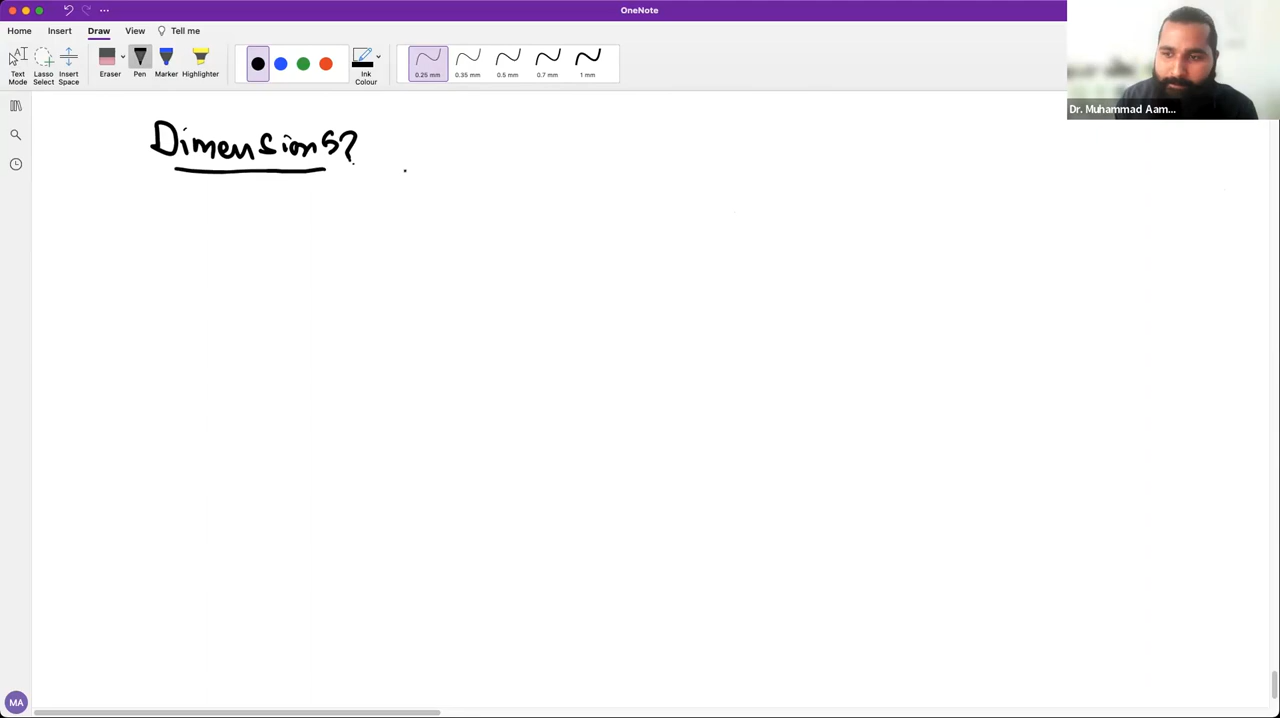 OneNote
Home Insert Draw View Tell me
Text Mode Lasso Select Insert Space Eraser Pen Marker Highlighter Ink Colour 0.25 mm 0.35 mm 0.5 mm 0.7 mm 1 mm
Dr. Muhammad Aam...
Dimensions?
MA